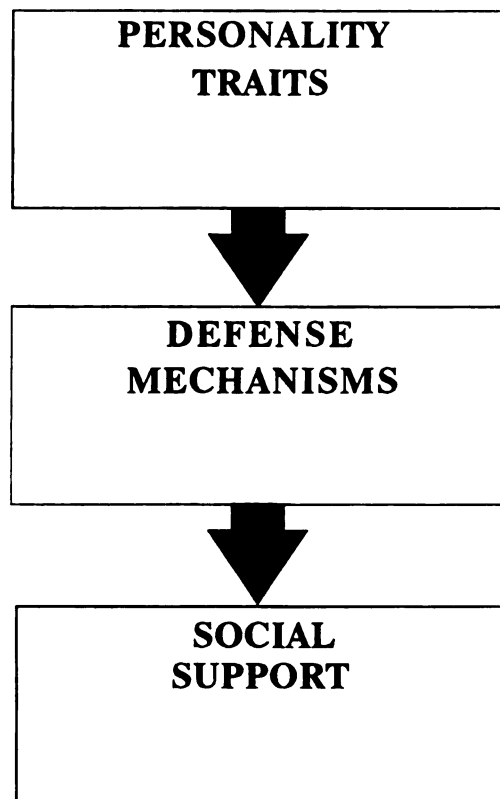 PERSONALITY
TRAITS
DEFENSE
MECHANISMS
SOCIAL
SUPPORT